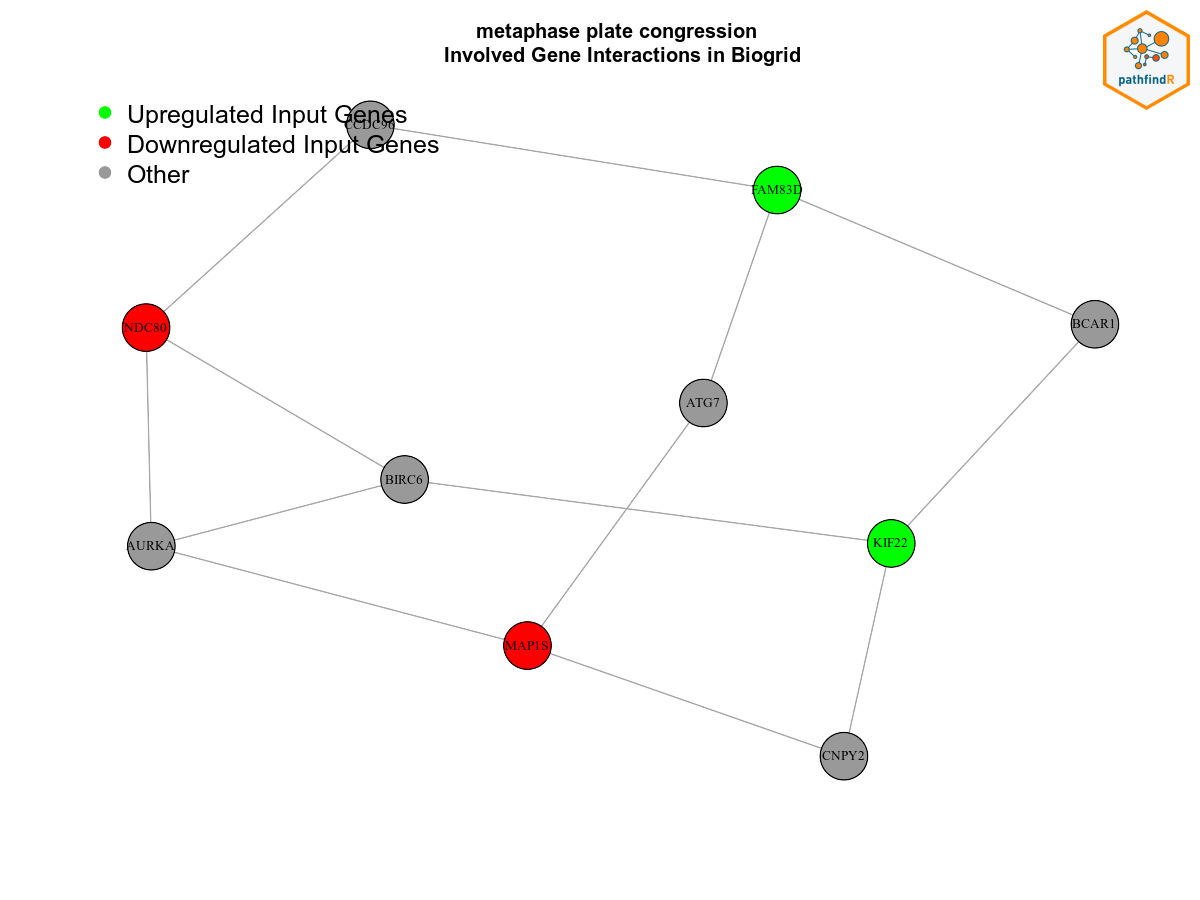 metaphase plate congression
Involved Gene Interactions in Biogrid
pathfindR
Upregulated Input Genes
CCDC96
Downregulated Input Genes
Other
FAM83D
NDC80
BCAR1
ATG7
BIRC6
AURKA
KIF22
MAP1S
CNPY2